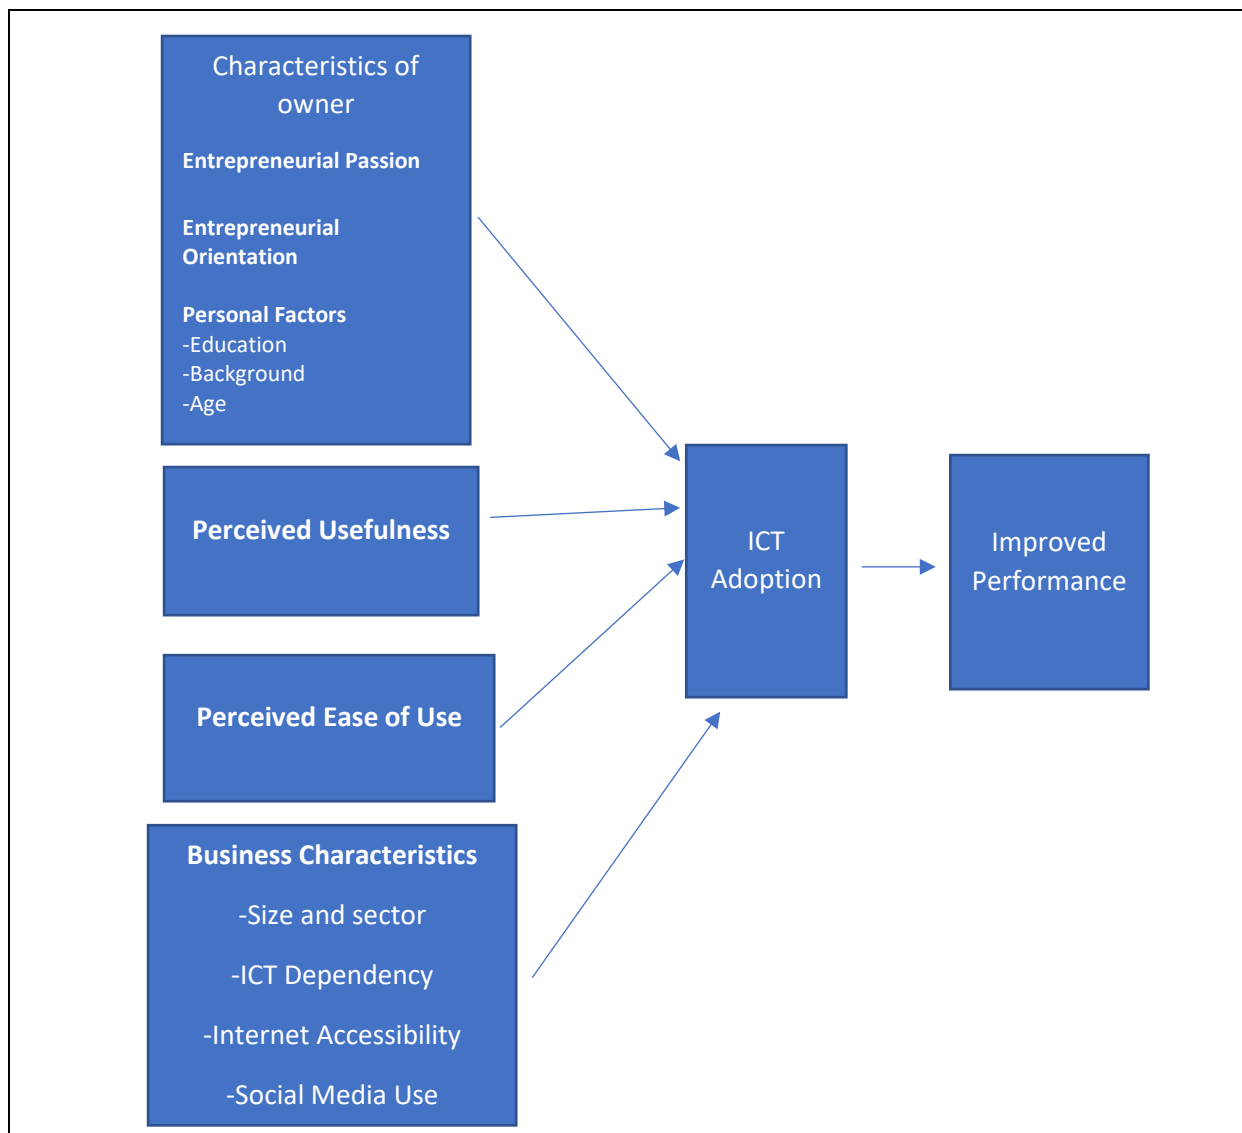 Characteristics of
owner
Entrepreneurial Passion
Entrepreneurial
Orientation
Personal Factors
-Education
-Background
-Age
Perceived Usefulness
Perceived Ease of Use
Business Characteristics
-Size and sector
-ICT Dependency
-Internet Accessibility
-Social Media Use
ICT
Adoption
Improved
Performance